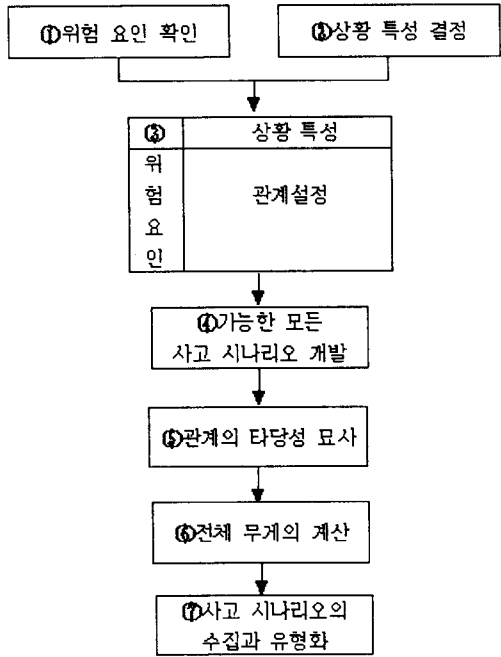 ①위험 요인 확인
②상황 특성 결정
③
상황 특성
위
험
요
인
관계설정
④가능한 모든
사고 시나리오 개발
⑤관계의 타당성 묘사
⑥전체 무게의 계산
⑦사고 시나리오의
수집과 유형화